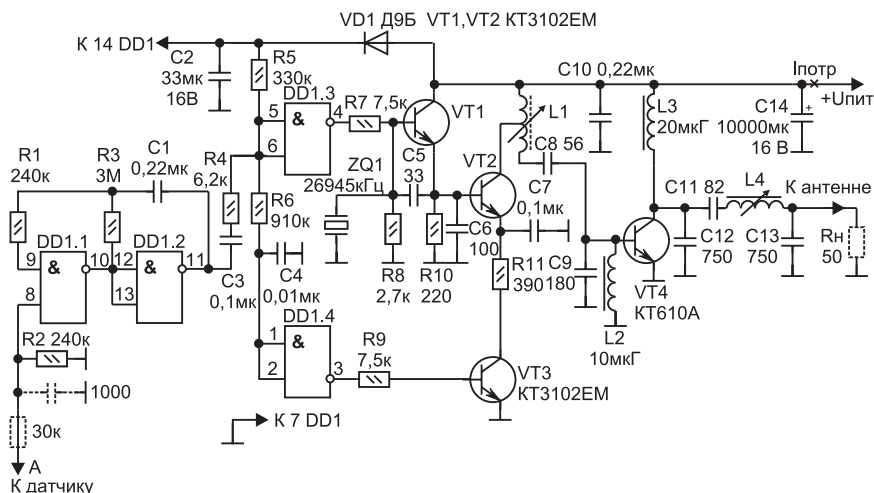 VD1 Д9Б VT1,VT2 КТ3102ЕМ
К 14 DD1
C2
33мк
16В
R5
330к
DD1.3
&
5
6
4
R7 7,5к
VT1
C10 0,22мк
Iпотр
+Uпит
L1
L3
20мкГ
C14
+
10000мк
16 В
R1
240к
R3
3М
C1
0,22мк
R4
6,2к
ZQ1
26945кГц
C5
33
VT2
C8 56
C7
0,1мк
C11 82
L4
К антенне
R6
910к
DD1.1
&
9
8
10
DD1.2
&
12
13
11
C3
0,1мк
C4
0,01мк
R8
2,7к
R10
220
C6
100
R11
390
C9
180
VT4
КТ610А
C12
750
C13
750
Rн
50
L2
10мкГ
R2 240к
1000
30к
А
К датчику
DD1.4
&
1
2
3
R9
7,5к
VT3
КТ3102ЕМ
К 7 DD1